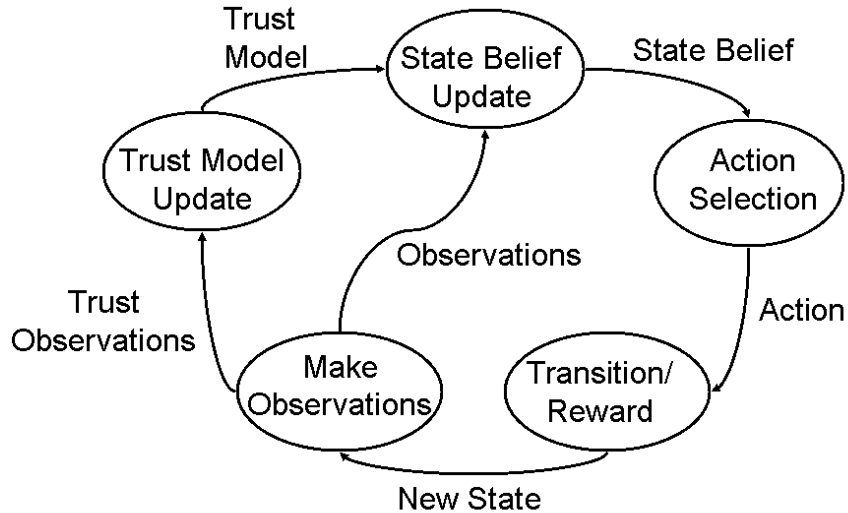 Trust
Model
State Belief
Update
State Belief
Trust Model
Update
Action
Selection
Observations
Trust
Observations
Action
Make
Observations
Transition/
Reward
New State